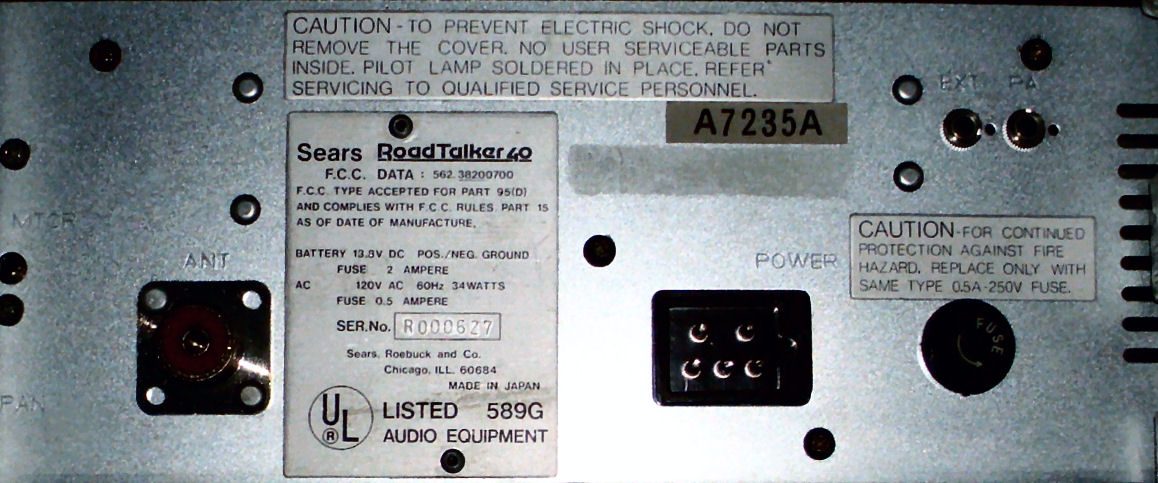 CAUTION - TO PREVENT ELECTRIC SHOCK, DO NOT
REMOVE THE COVER. NO USER SERVICEABLE PARTS
INSIDE. PILOT LAMP SOLDERED IN PLACE. REFER
SERVICING TO QUALIFIED SERVICE PERSONNEL.
A7235A
EXT. PA
Sears RoadTalker 40
F.C.C. DATA : 562.38200700
F.C.C. TYPE ACCEPTED FOR PART 95(D)
AND COMPLIES WITH F.C.C. RULES, PART 15
AS OF DATE OF MANUFACTURE.
BATTERY 13.8V DC POS./NEG. GROUND
FUSE 2 AMPERE
AC 120V AC 60Hz 34WATTS
FUSE 0.5 AMPERE
SER.No. R000627
Sears, Roebuck and Co.
Chicago, ILL. 60684
MADE IN JAPAN
UL ® LISTED 589G
AUDIO EQUIPMENT
MTCR
ANT
PAN
POWER
CAUTION - FOR CONTINUED
PROTECTION AGAINST FIRE
HAZARD, REPLACE ONLY WITH
SAME TYPE 0.5A-250V FUSE.
FUSE